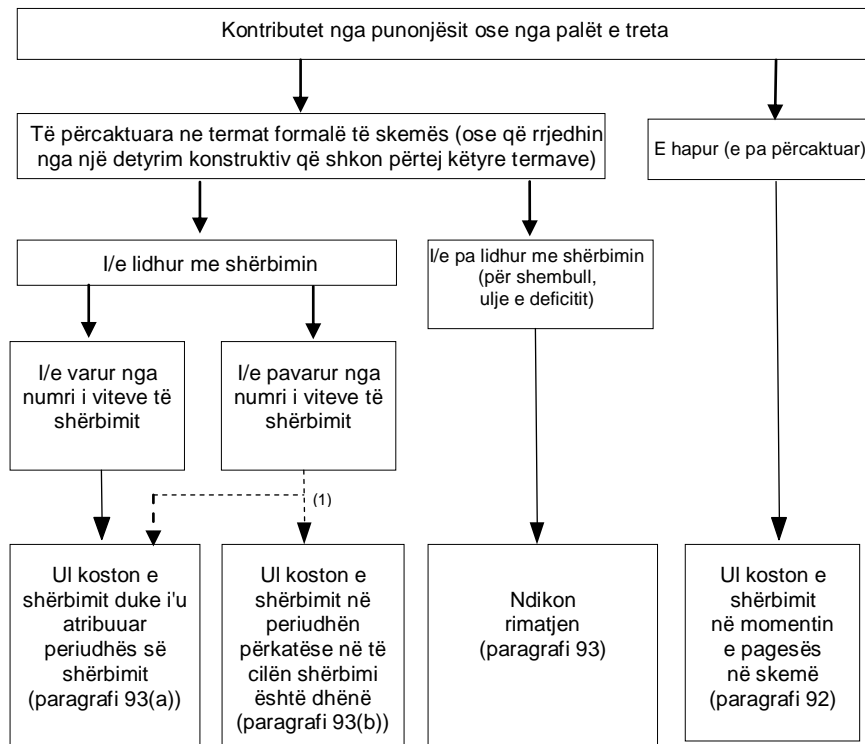 Kontributet nga punonjësit ose nga palët e treta
Të përcaktuara ne termat formalë të skemës (ose që rrjedhin
nga një detyrim konstruktiv që shkon përtej këtyre termave)
E hapur (e pa përcaktuar)
I/e lidhur me shërbimin
I/e pa lidhur me shërbimin
(për shembull,
ulje e deficitit)
I/e varur nga
numri i viteve të
shërbimit
I/e pavarur nga
numri i viteve të
shërbimit
(1)
Ul koston e
shërbimit duke i'u
atribuuar
periudhës së
shërbimit
(paragrafi 93(a))
Ul koston e
shërbimit në
periudhën
përkatëse në të
cilën shërbimi
është dhënë
(paragrafi 93(b))
Ndikon
rimatjen
(paragrafi 93)
Ul koston e
shërbimit
në momentin
e pagesës
në skemë
(paragrafi 92)